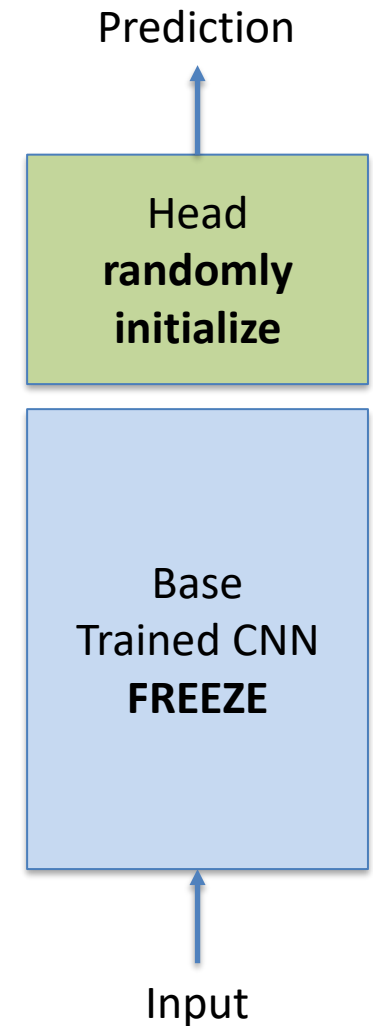 Prediction
Head
randomly
initialize
Base
Trained CNN
FREEZE
Input